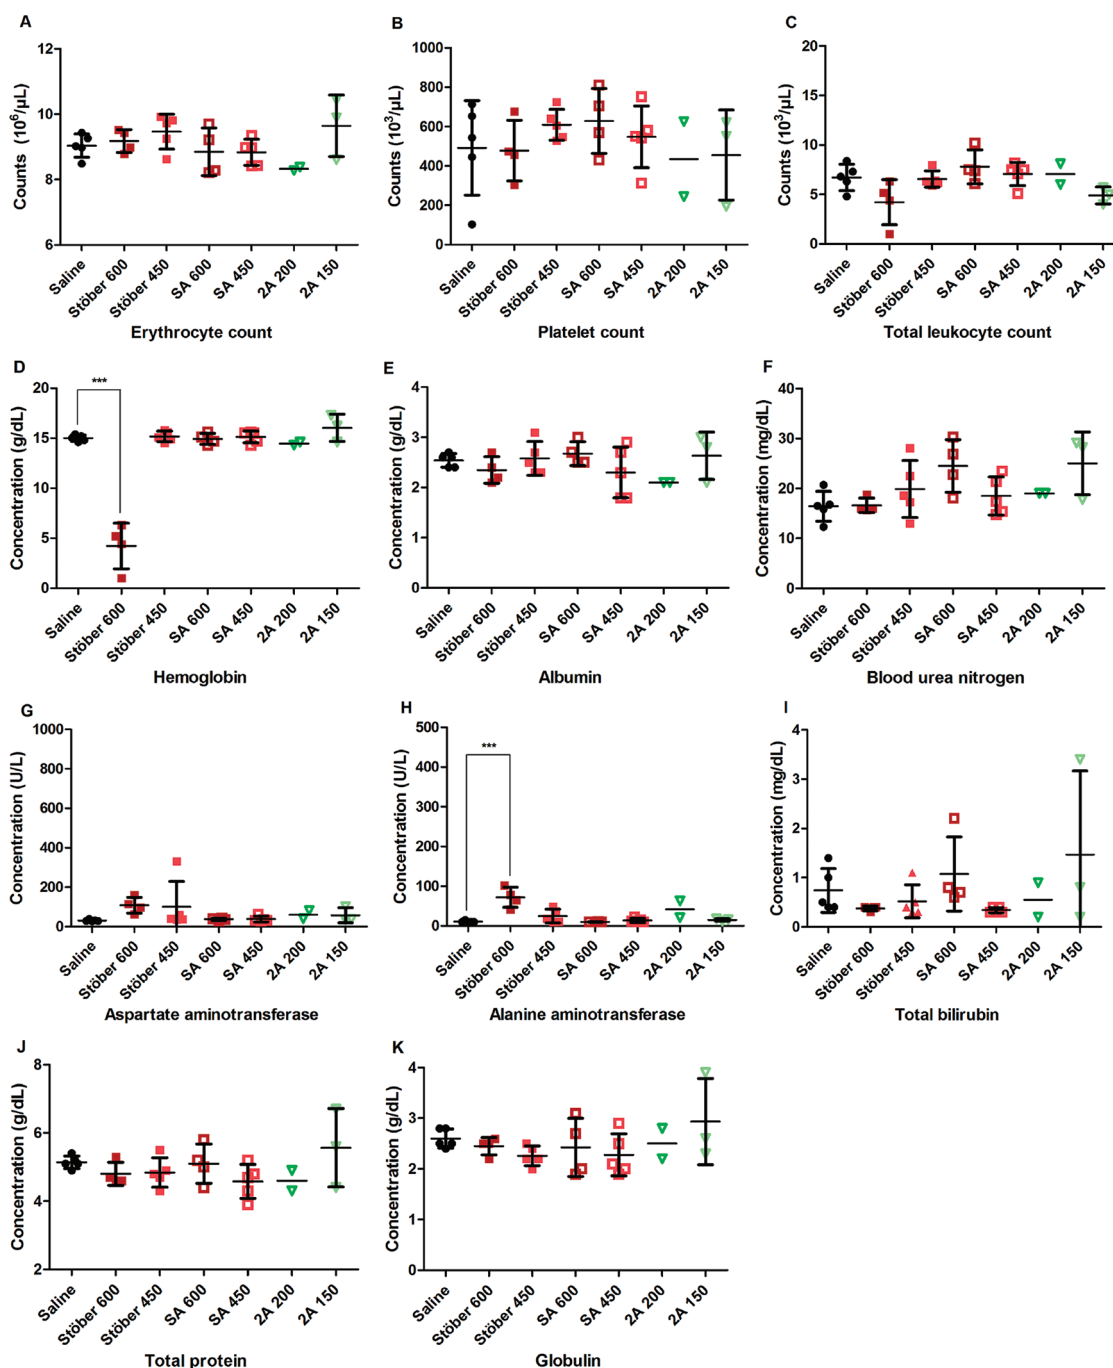 A
Counts (10⁶/µL)
12
10
8
6
Saline
Stöber 600
Stöber 450
SA 600
SA 450
2A 200
2A 150
Erythrocyte count
B
Counts (10³/µL)
1000
800
600
400
200
0
Saline
Stöber 600
Stöber 450
SA 600
SA 450
2A 200
2A 150
Platelet count
C
Counts (10³/µL)
20
15
10
5
0
Saline
Stöber 600
Stöber 450
SA 600
SA 450
2A 200
2A 150
Total leukocyte count
D
Concentration (g/dL)
20
15
10
5
0
***
Saline
Stöber 600
Stöber 450
SA 600
SA 450
2A 200
2A 150
Hemoglobin
E
Concentration (g/dL)
4
3
2
1
0
Saline
Stöber 600
Stöber 450
SA 600
SA 450
2A 200
2A 150
Albumin
F
Concentration (mg/dL)
40
30
20
10
0
Saline
Stöber 600
Stöber 450
SA 600
SA 450
2A 200
2A 150
Blood urea nitrogen
G
Concentration (U/L)
1000
800
600
400
200
0
Saline
Stöber 600
Stöber 450
SA 600
SA 450
2A 200
2A 150
Aspartate aminotransferase
H
Concentration (U/L)
500
400
300
200
100
0
***
Saline
Stöber 600
Stöber 450
SA 600
SA 450
2A 200
2A 150
Alanine aminotransferase
I
Concentration (mg/dL)
4
3
2
1
0
Saline
Stöber 600
Stöber 450
SA 600
SA 450
2A 200
2A 150
Total bilirubin
J
Concentration (g/dL)
8
6
4
2
Saline
Stöber 600
Stöber 450
SA 600
SA 450
2A 200
2A 150
Total protein
K
Concentration (g/dL)
4
3
2
1
0
Saline
Stöber 600
Stöber 450
SA 600
SA 450
2A 200
2A 150
Globulin